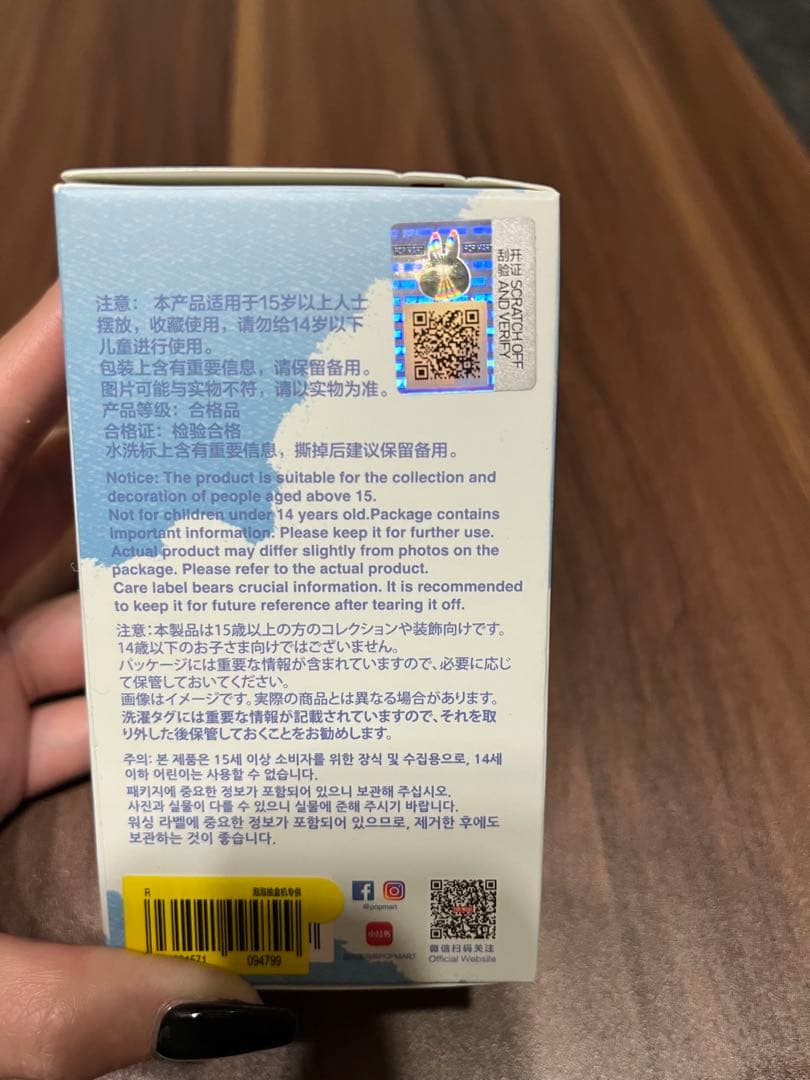 注意： 本产品适用于15岁以上人士
摆放，收藏使用，请勿给14岁以下
儿童进行使用。
包装上含有重要信息，请保留备用。
图片可能与实物不符，请以实物为准。
产品等级：合格品
合格证：检验合格
水洗标上含有重要信息，撕掉后建议保留备用。
POP MART
POP MART
刮开
验证
SCRATCH OFF
AND VERIFY
Notice: The product is suitable for the collection and
decoration of people aged above 15.
Not for children under 14 years old.Package contains
important information. Please keep it for further use.
Actual product may differ slightly from photos on the
package. Please refer to the actual product.
Care label bears crucial information. It is recommended
to keep it for future reference after tearing it off.
注意：本製品は15歳以上の方のコレクションや装飾向けです。
14歳以下のお子さま向けではございません。
パッケージには重要な情報が含まれていますので、必要に応じ
て保管しておいてください。
画像はイメージです。実際の商品とは異なる場合があります。
洗濯タグには重要な情報が記載されていますので、それを取
り外した後保管しておくことをお勧めします。
주의: 본 제품은 15세 이상 소비자를 위한 장식 및 수집용으로, 14세
이하 어린이는 사용할 수 없습니다.
패키지에 중요한 정보가 포함되어 있으니 보관해 주십시오.
사진과 실물이 다를 수 있으니 실물에 준해 주시기 바랍니다.
워싱 라벨에 중요한 정보가 포함되어 있으므로, 제거한 후에도
보관하는 것이 좋습니다.
R
泡泡抽盒机专供
094799
@popmart
小红书
POPMART
微信扫码关注
Official Website